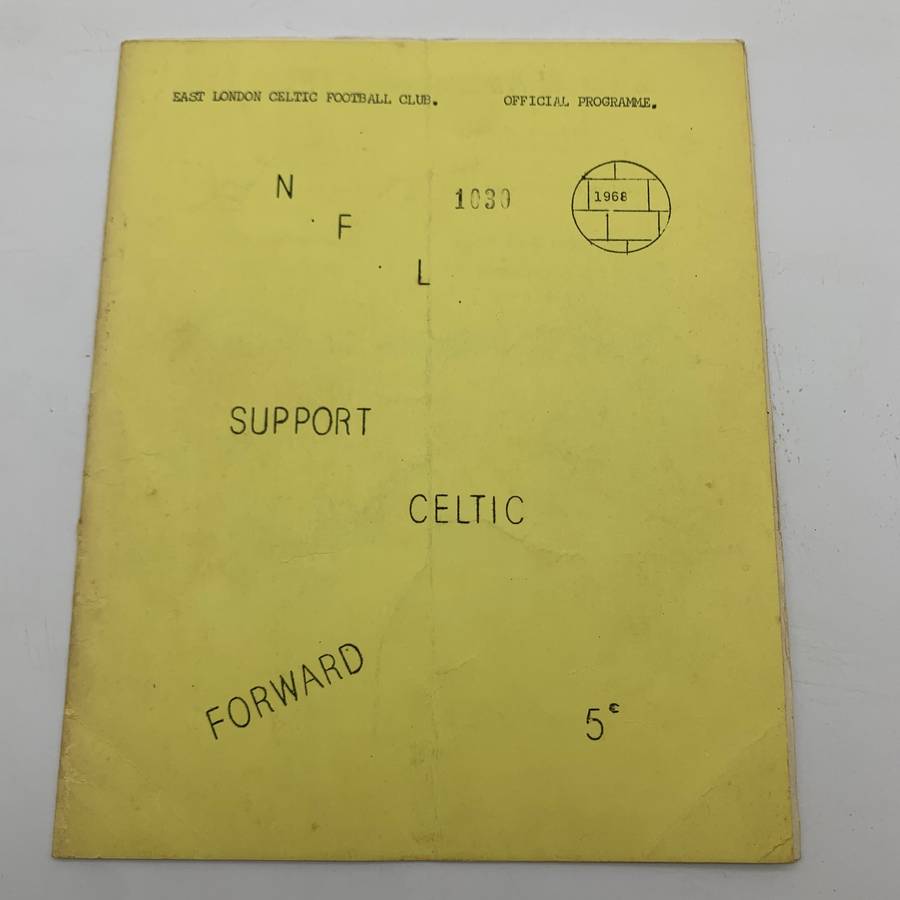 EAST LONDON CELTIC FOOTBALL CLUB. OFFICIAL PROGRAMME.
N
F
L
1030
1968
SUPPORT
CELTIC
FORWARD
5c